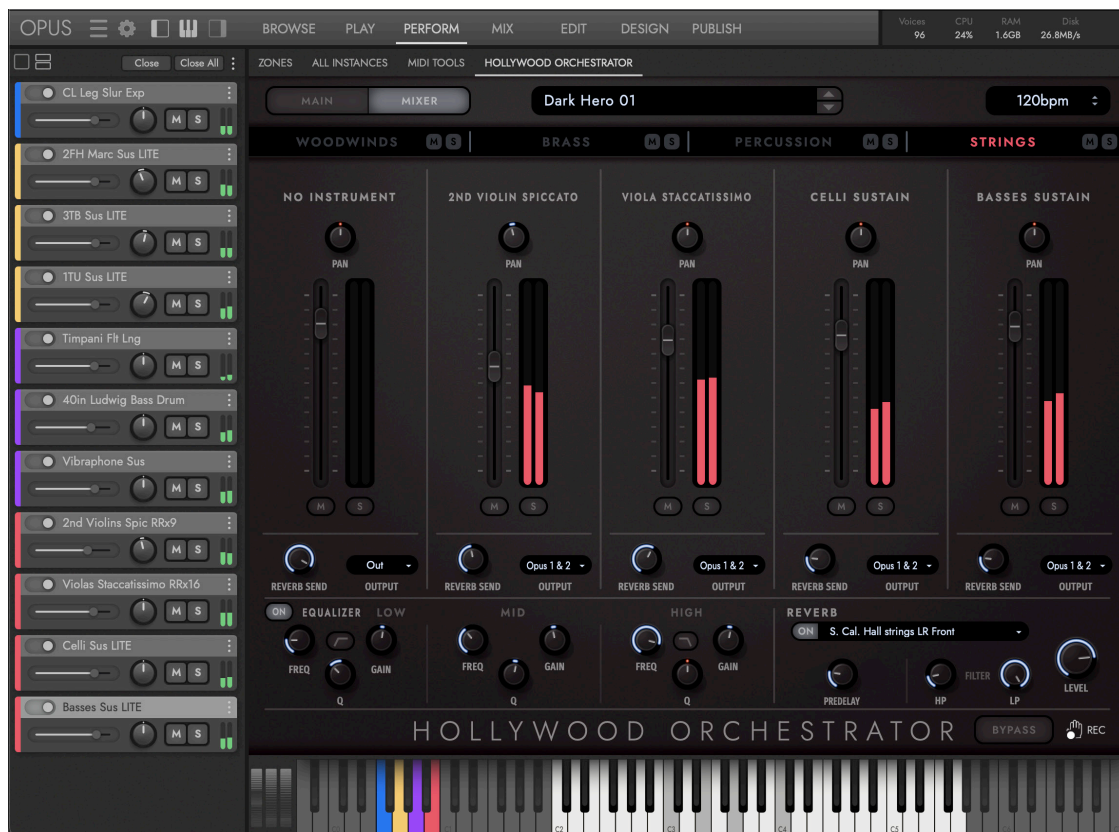 OPUS BROWSE PLAY PERFORM MIX EDIT DESIGN PUBLISH
Voices CPU RAM Disk
96 24% 1.6GB 26.8MB/s
Close Close All
ZONES ALL INSTANCES MIDI TOOLS HOLLYWOOD ORCHESTRATOR
CL Leg Slur Exp
M S
2FH Marc Sus LITE
M S
3TB Sus LITE
M S
1TU Sus LITE
M S
Timpani Flt Lng
M S
40in Ludwig Bass Drum
M S
Vibraphone Sus
M S
2nd Violins Spic RRx9
M S
Violas Staccatissimo RRx16
M S
Celli Sus LITE
M S
Basses Sus LITE
M S
MAIN MIXER Dark Hero 01 120bpm
WOODWINDS M S BRASS M S PERCUSSION M S STRINGS M S
NO INSTRUMENT 2ND VIOLIN SPICCATO VIOLA STACCATISSIMO CELLI SUSTAIN BASSES SUSTAIN
PAN PAN PAN PAN PAN
M S M S M S M S M S
Out Opus 1 & 2 Opus 1 & 2 Opus 1 & 2 Opus 1 & 2
REVERB SEND OUTPUT REVERB SEND OUTPUT REVERB SEND OUTPUT REVERB SEND OUTPUT REVERB SEND OUTPUT
ON EQUALIZER LOW MID HIGH REVERB
ON S. Cal. Hall strings LR Front
FREQ GAIN FREQ GAIN FREQ GAIN FILTER LEVEL
Q Q Q PREDELAY HP LP
HOLLYWOOD ORCHESTRATOR BYPASS REC
C2 C3 C4 C5